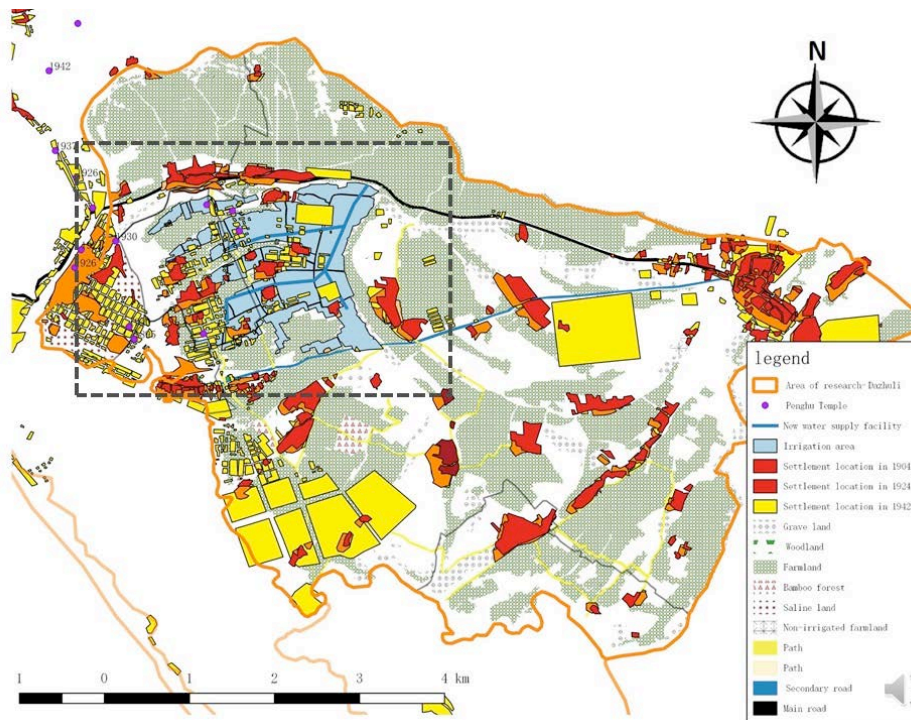 N
1942
1937
1926
1930
1926
legend
Area of research-Dazhuli
Penghu Temple
New water supply facility
Irrigation area
Settlement location in 1904
Settlement location in 1924
Settlement location in 1942
Grave land
Woodland
Farmland
Bamboo forest
Saline land
Non-irrigated farmland
Path
Path
Secondary road
Main road
1 0 1 2 3 4 km